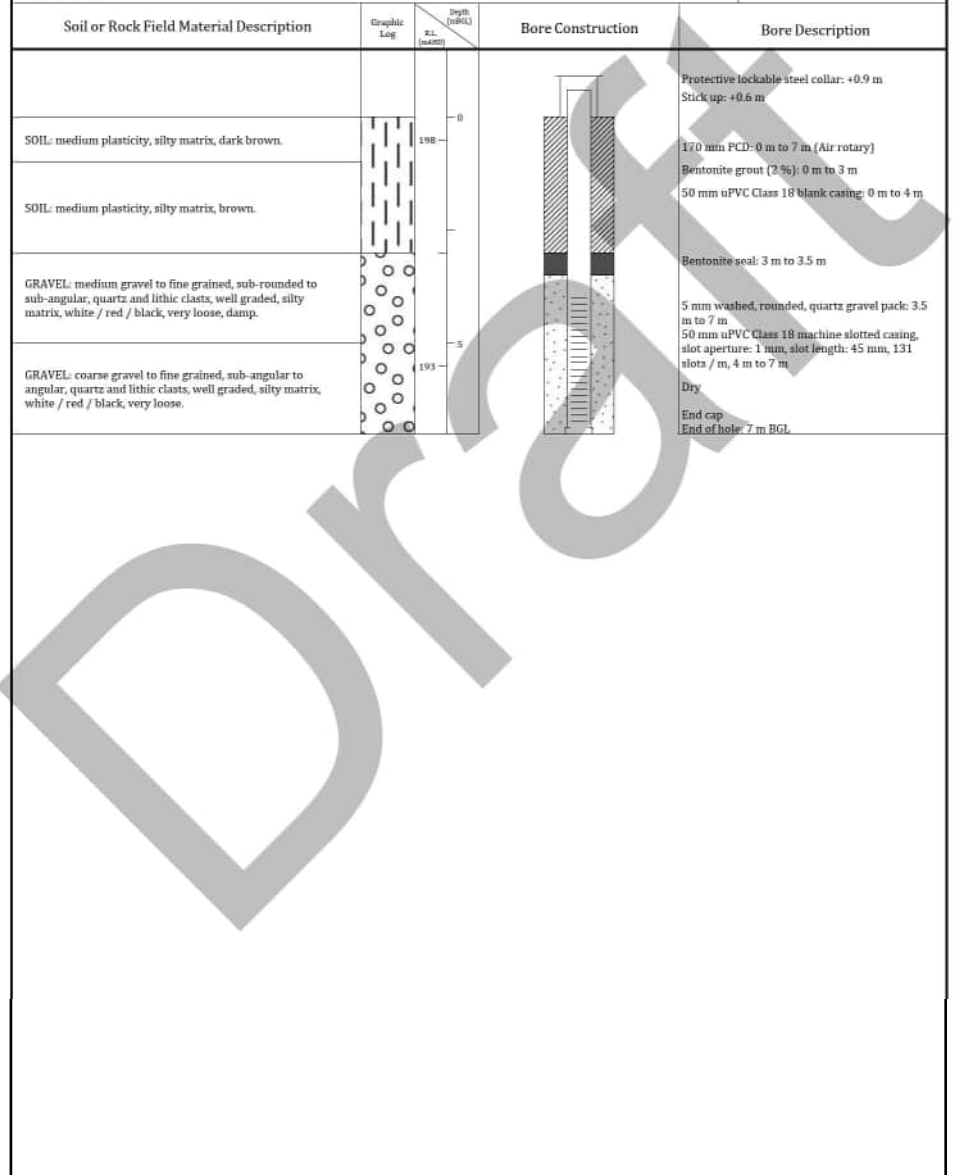 Soil or Rock Field Material Description
Graphic
Log
Depth
(mBGL)
R.L.
(mAHD)
Bore Construction
Bore Description
Protective lockable steel collar: +0.9 m
Stick up: +0.6 m
0
SOIL: medium plasticity, silty matrix, dark brown.
198
170 mm PCD: 0 m to 7 m (Air rotary)
Bentonite grout (2 %): 0 m to 3 m
50 mm uPVC Class 18 blank casing: 0 m to 4 m
SOIL: medium plasticity, silty matrix, brown.
Bentonite seal: 3 m to 3.5 m
GRAVEL: medium gravel to fine grained, sub-rounded to
sub-angular, quartz and lithic clasts, well graded, silty
matrix, white / red / black, very loose, damp.
5 mm washed, rounded, quartz gravel pack: 3.5
m to 7 m
50 mm uPVC Class 18 machine slotted casing,
slot aperture: 1 mm, slot length: 45 mm, 131
slots / m, 4 m to 7 m
5
193
GRAVEL: coarse gravel to fine grained, sub-angular to
angular, quartz and lithic clasts, well graded, silty matrix,
white / red / black, very loose.
Dry
End cap
End of hole: 7 m BGL
Draft